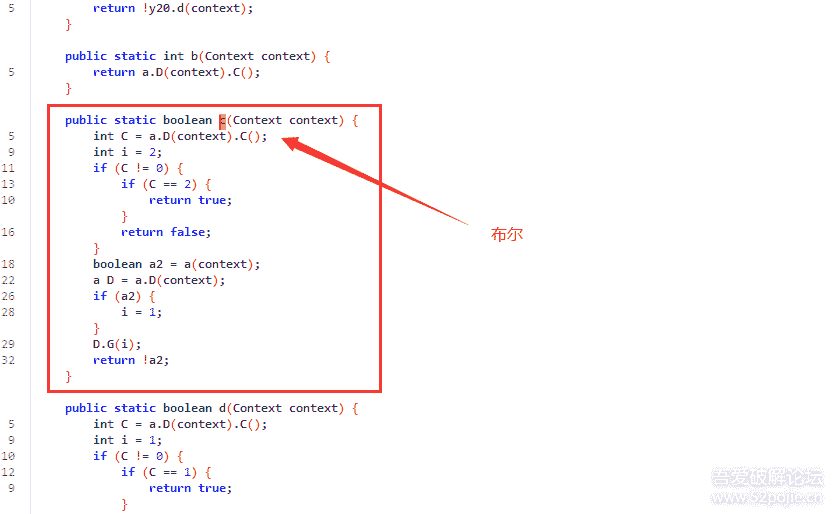 5 return !y20.d(context);
}
public static int b(Context context) {
5 return a.D(context).C();
}
public static boolean c(Context context) {
5 int C = a.D(context).C();
9 int i = 2;
11 if (C != 0) {
13 if (C == 2) {
10 return true;
}
16 return false;
}
18 boolean a2 = a(context);
22 a D = a.D(context);
26 if (a2) {
28 i = 1;
}
29 D.G(i);
32 return !a2;
}
布尔
public static boolean d(Context context) {
5 int C = a.D(context).C();
9 int i = 1;
10 if (C != 0) {
12 if (C == 1) {
9 return true;
}
吾爱破解论坛
www.52pojie.cn